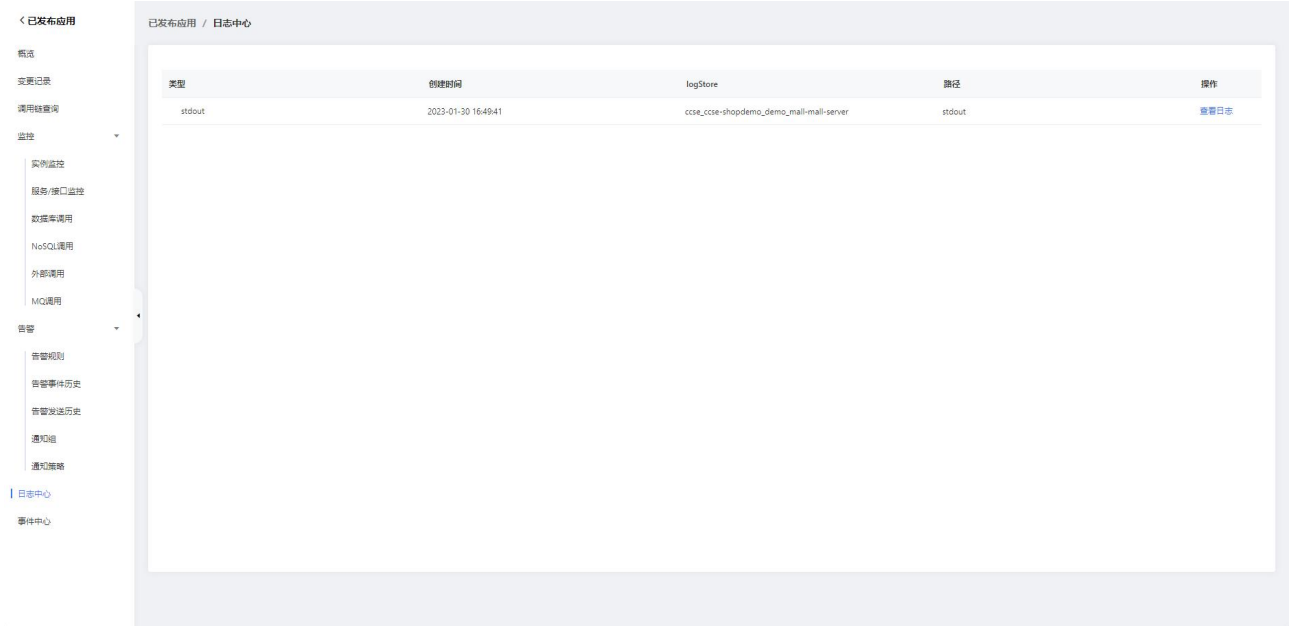 已发布应用
概览
变更记录
调用链查询
监控
实例监控
服务/接口监控
数据库调用
NoSQL调用
外部调用
MQ调用
告警
告警规则
告警事件历史
告警发送历史
通知组
通知策略
日志中心
事件中心
已发布应用 / 日志中心
类型 创建时间 logStore 路径 操作
stdout 2023-01-30 16:49:41 ccse_ccse-shopdemo_demo_mall-mall-server stdout 查看日志